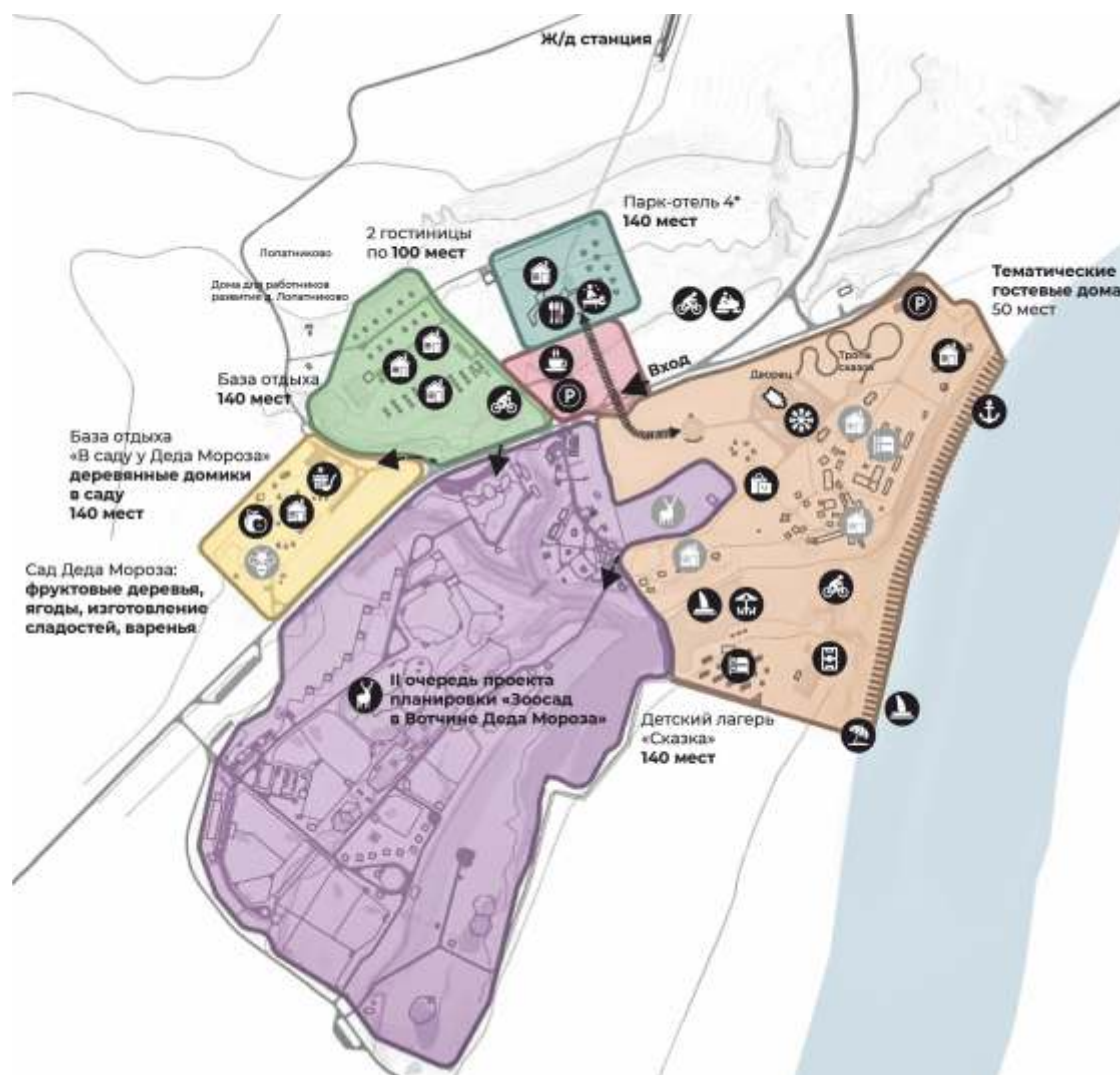 Ж/д станция
Парк-отель 4*
140 мест
2 гостиницы
по 100 мест
Лопатниково
Дома для работников
развитие д. Лопатниково
Тематические
гостевые дома
50 мест
Вход
P
Тропа
сказок
Дворец
P
База отдыха
140 мест
База отдыха
«В саду у Деда Мороза»
деревянные домики
в саду
140 мест
Сад Деда Мороза:
фруктовые деревья,
ягоды, изготовление
сладостей, варенья
II очередь проекта
планировки «Зоосад
в Вотчине Деда Мороза»
Детский лагерь
«Сказка»
140 мест